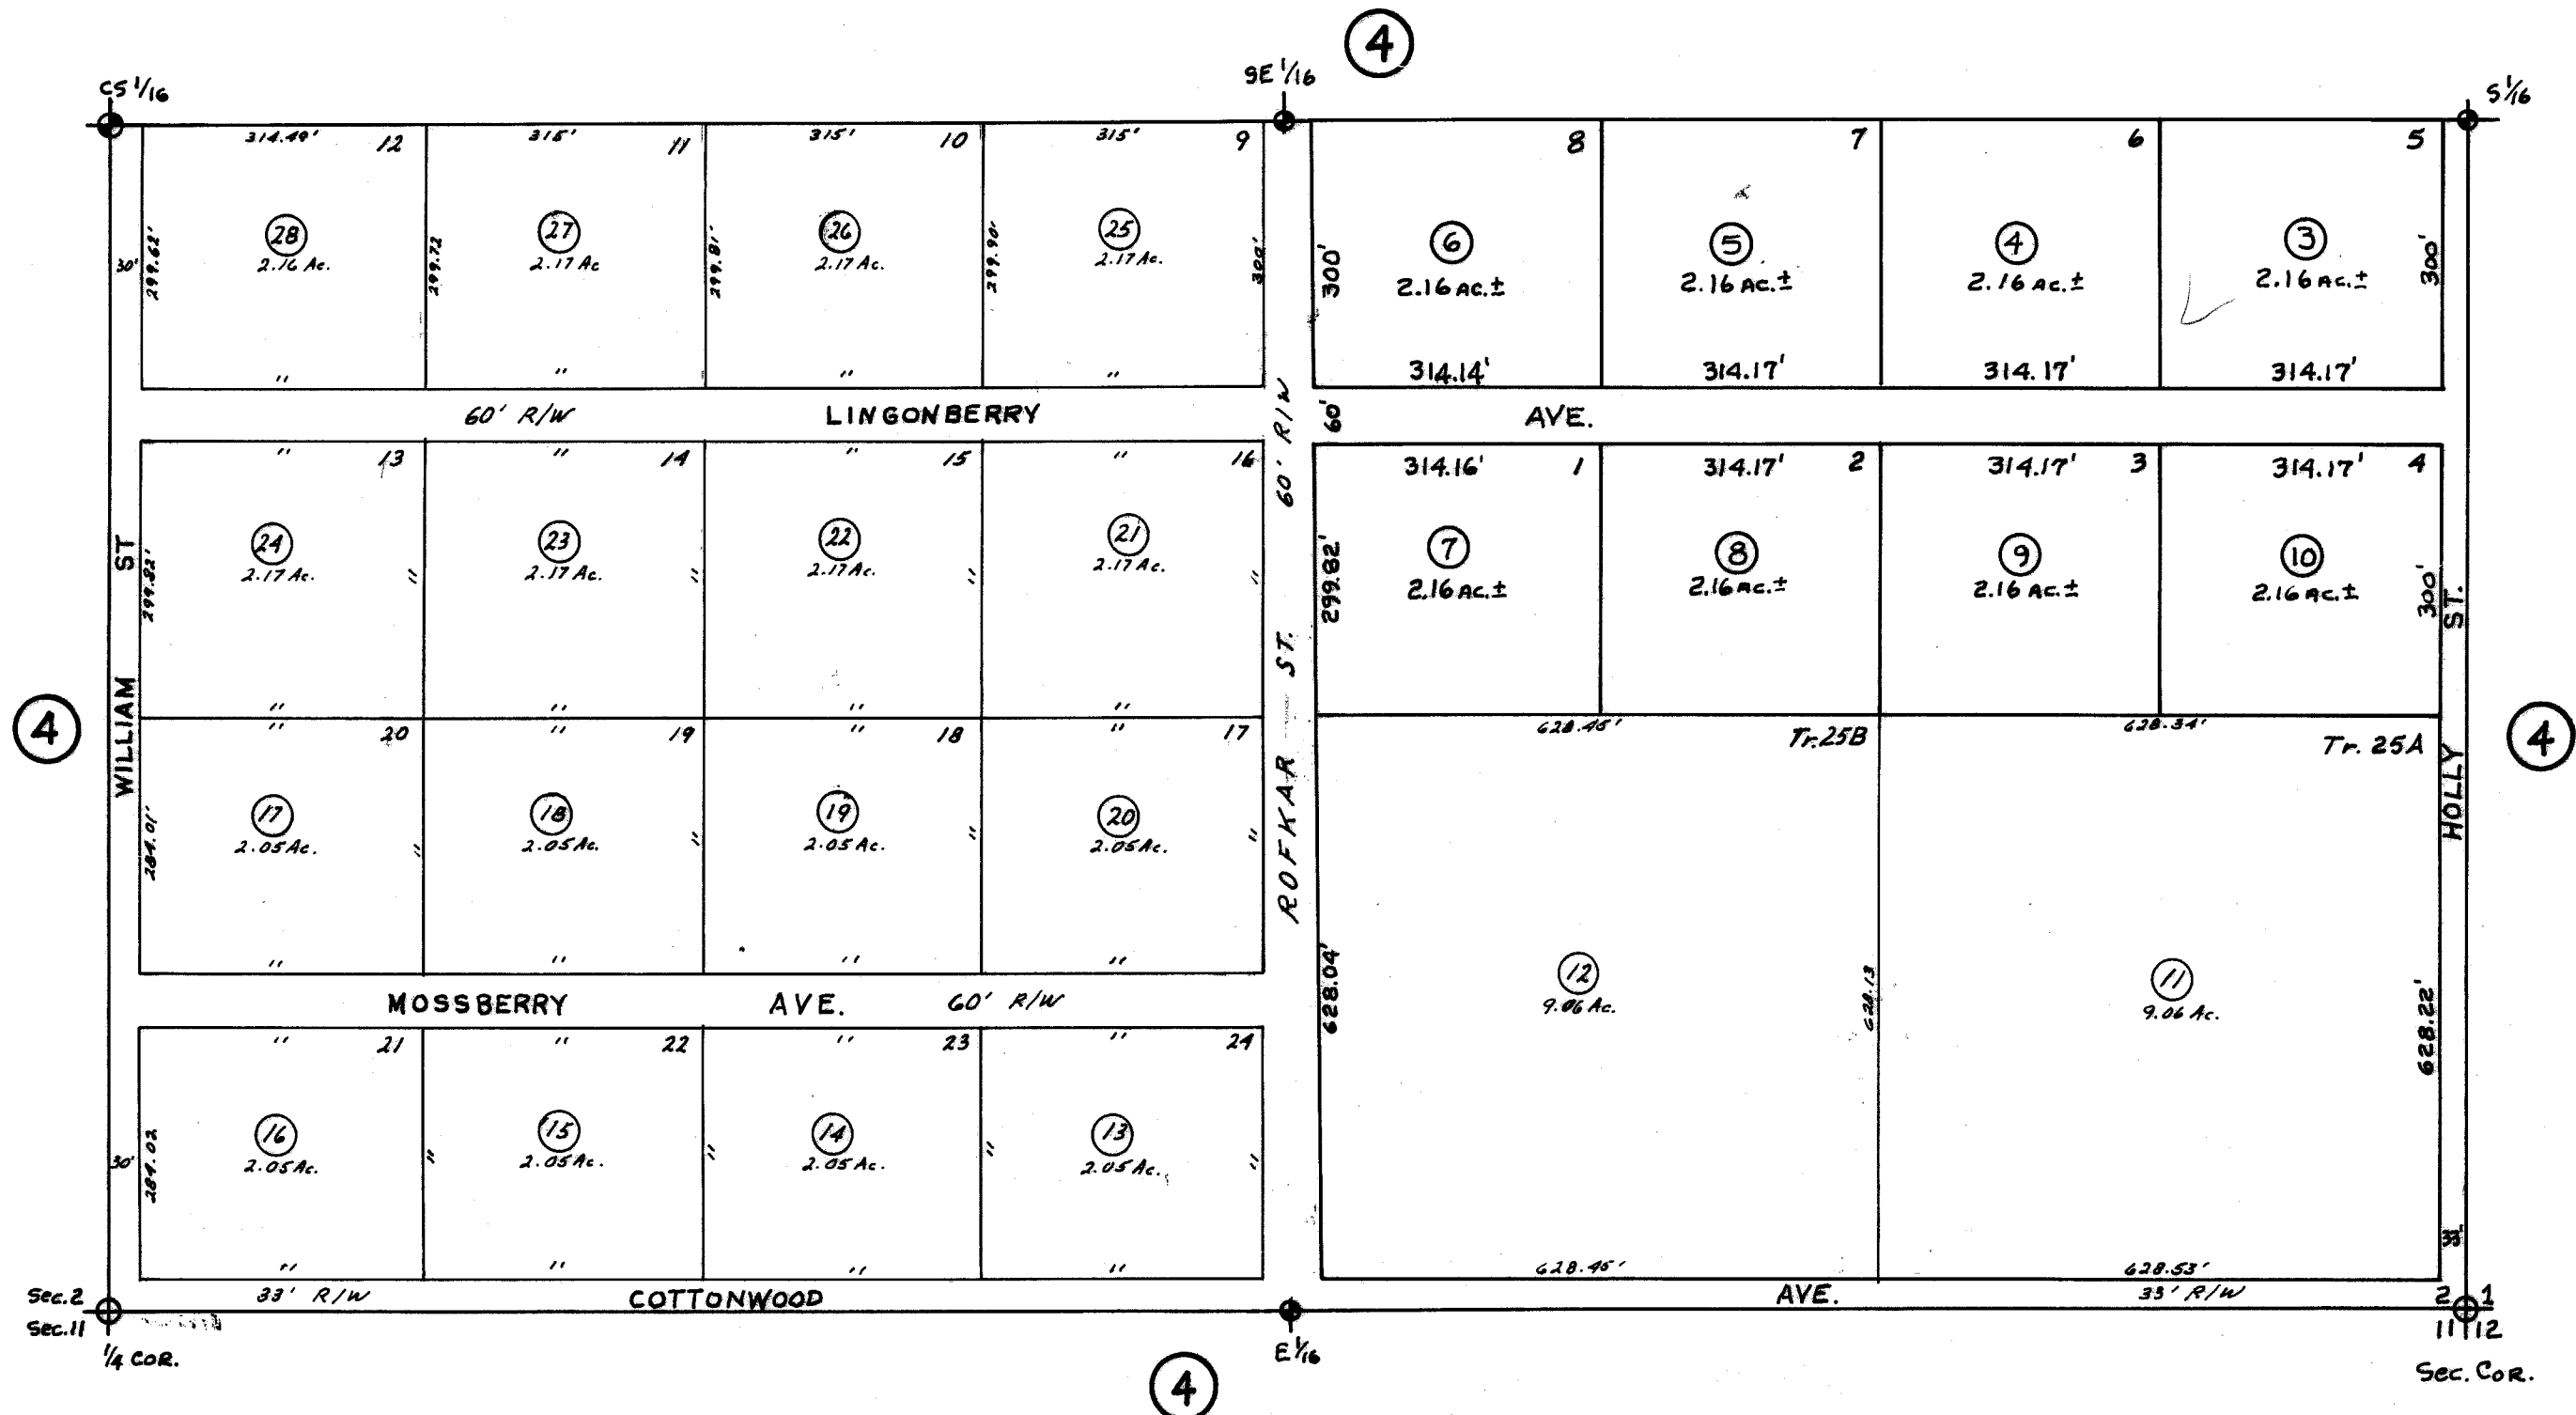 4
CS 1/16
SE 1/16
S 1/16
314.49' 12
315' 11
315' 10
315' 9
8
7
6
5
28
2.16 Ac.
27
2.17 Ac
26
2.17 Ac.
25
2.17 Ac.
6
2.16 AC.±
5
2.16 AC.±
4
2.16 AC.±
3
2.16 AC.±
30'
299.62'
299.72
299.81'
299.90'
300'
300'
300'
"
"
"
"
314.14'
314.17'
314.17'
314.17'
60' R/W LINGONBERRY AVE.
60' R/W
60'
" 13
" 14
" 15
" 16
314.16' 1
314.17' 2
314.17' 3
314.17' 4
24
2.17 Ac.
23
2.17 Ac.
22
2.17 Ac.
21
2.17 Ac.
7
2.16 AC.±
8
2.16 AC.±
9
2.16 AC.±
10
2.16 AC.±
299.82'
"
"
"
"
299.82'
300'
"
"
"
"
WILLIAM ST
ROFKAR ST.
HOLLY ST.
4
4
" 20
" 19
" 18
" 17
628.45'
Tr.25B
628.34'
Tr. 25A
17
2.05 Ac.
18
2.05 Ac.
19
2.05 Ac.
20
2.05 Ac.
284.01'
"
"
"
"
"
"
"
"
12
9.06 Ac.
11
9.06 Ac.
628.04'
628.13
628.22'
MOSSBERRY AVE. 60' R/W
" 21
" 22
" 23
" 24
16
2.05 Ac.
15
2.05 Ac.
14
2.05 Ac.
13
2.05 Ac.
30'
284.02
"
"
"
"
33'
"
"
"
"
628.45'
628.53'
Sec. 2
33' R/W COTTONWOOD AVE. 33' R/W
2 1
Sec. 11
11 12
1/4 COR.
E 1/16
Sec. COR.
4